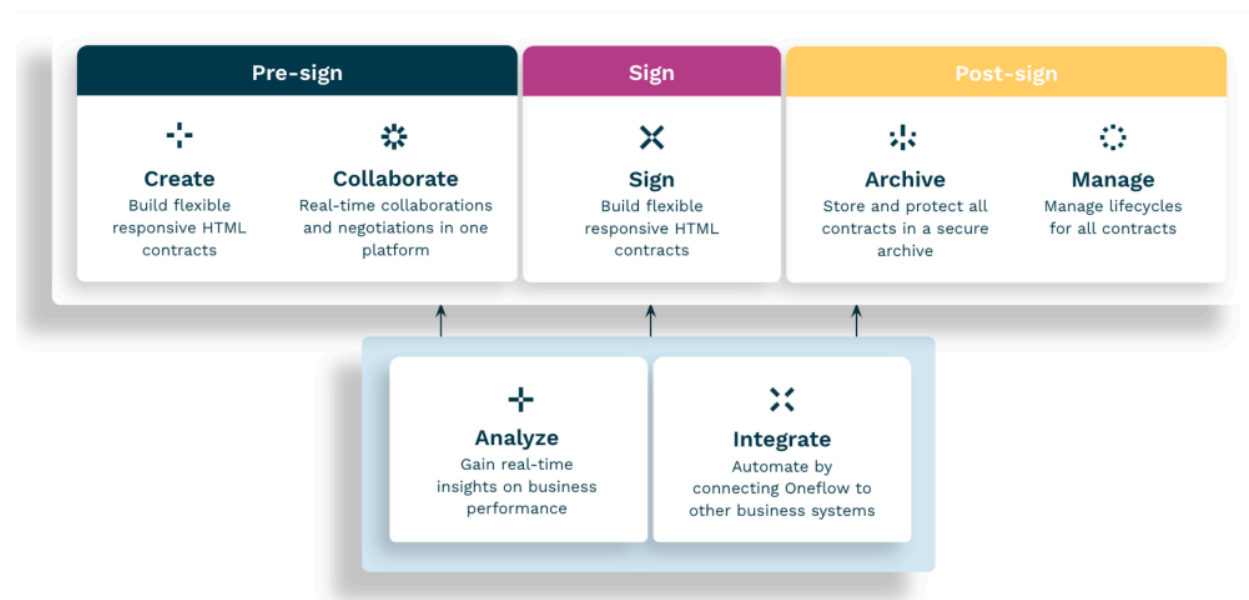 Pre-sign
Create
Build flexible
responsive HTML
contracts
Collaborate
Real-time collaborations
and negotiations in one
platform
Sign
Sign
Build flexible
responsive HTML
contracts
Post-sign
Archive
Store and protect all
contracts in a secure
archive
Manage
Manage lifecycles
for all contracts
Analyze
Gain real-time
insights on business
performance
Integrate
Automate by
connecting Oneflow to
other business systems